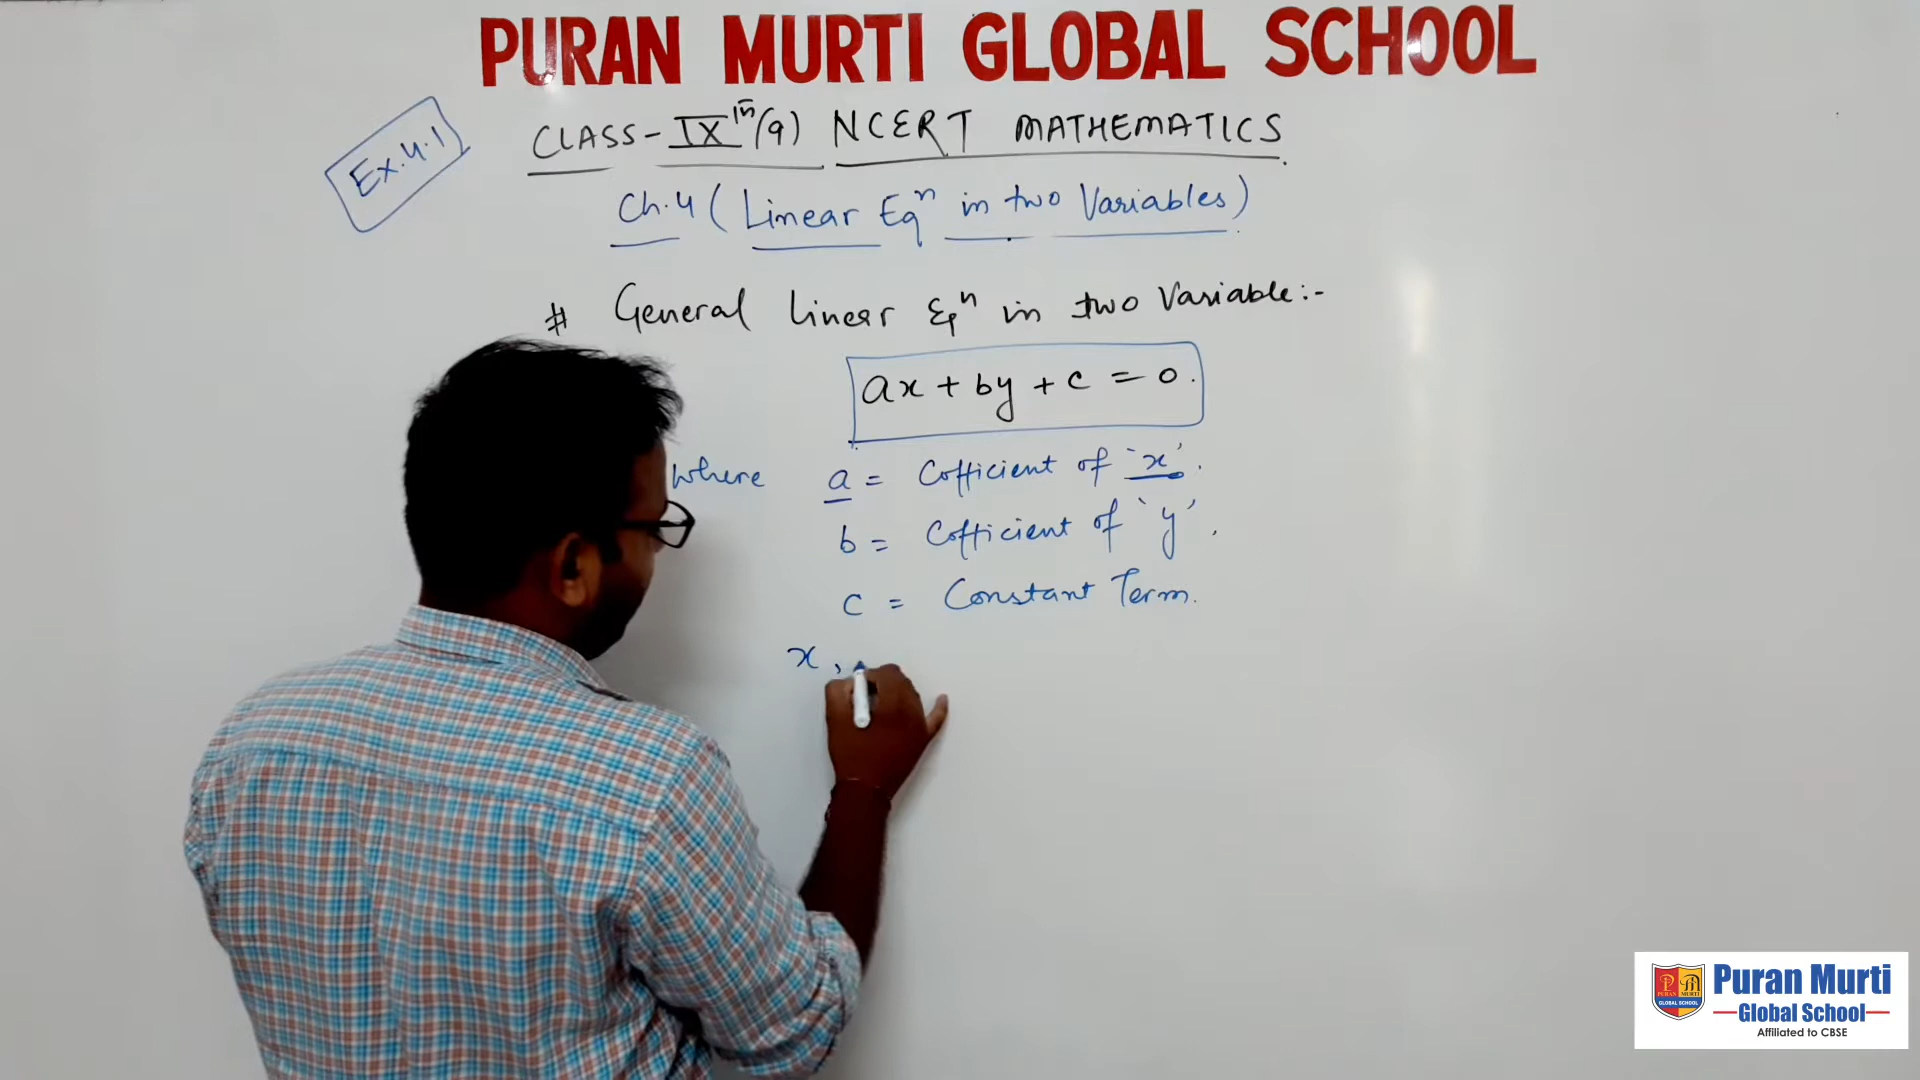 PURAN MURTI GLOBAL SCHOOL
Ex.4.1
CLASS- IX th (9) NCERT MATHEMATICS
Ch.4 ( Linear Eqⁿ in two Variables)
# General Linear Eqⁿ in two Variable:-
ax + by + c = 0.
Where a = Cofficient of 'x'.
b = Cofficient of 'y'.
c = Constant Term.
x ,
Puran Murti
Global School
Affiliated to CBSE